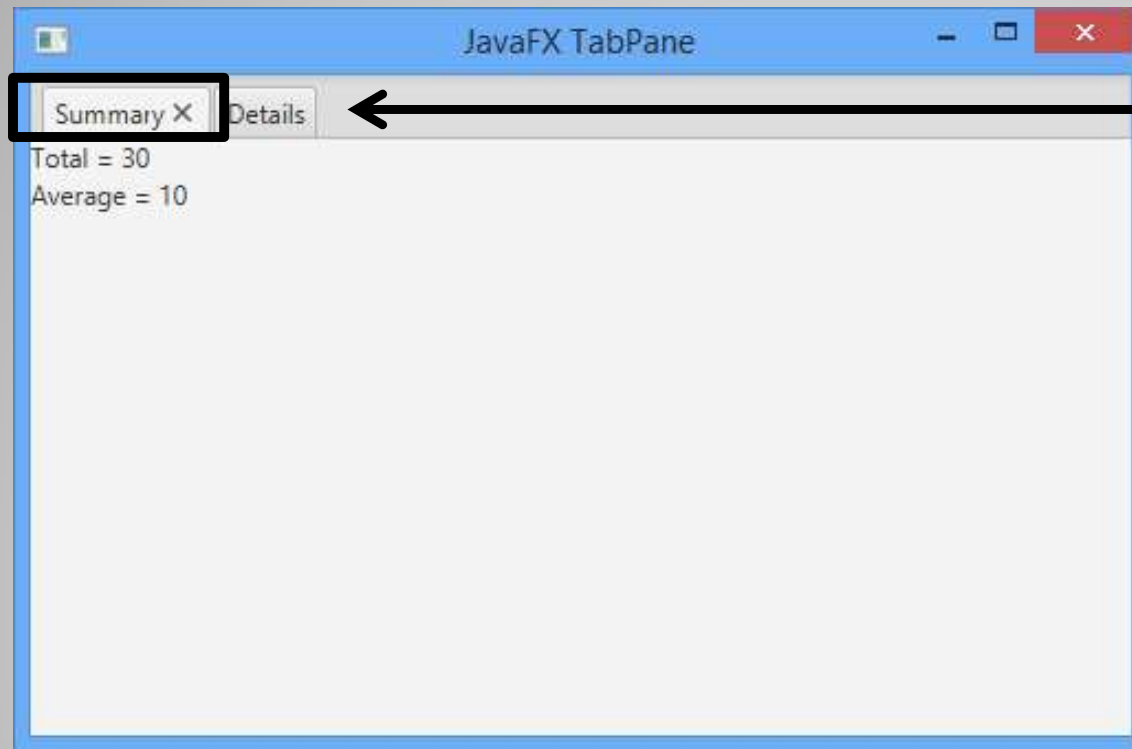 JavaFX TabPane
Summary Details
Total = 30
Average = 10